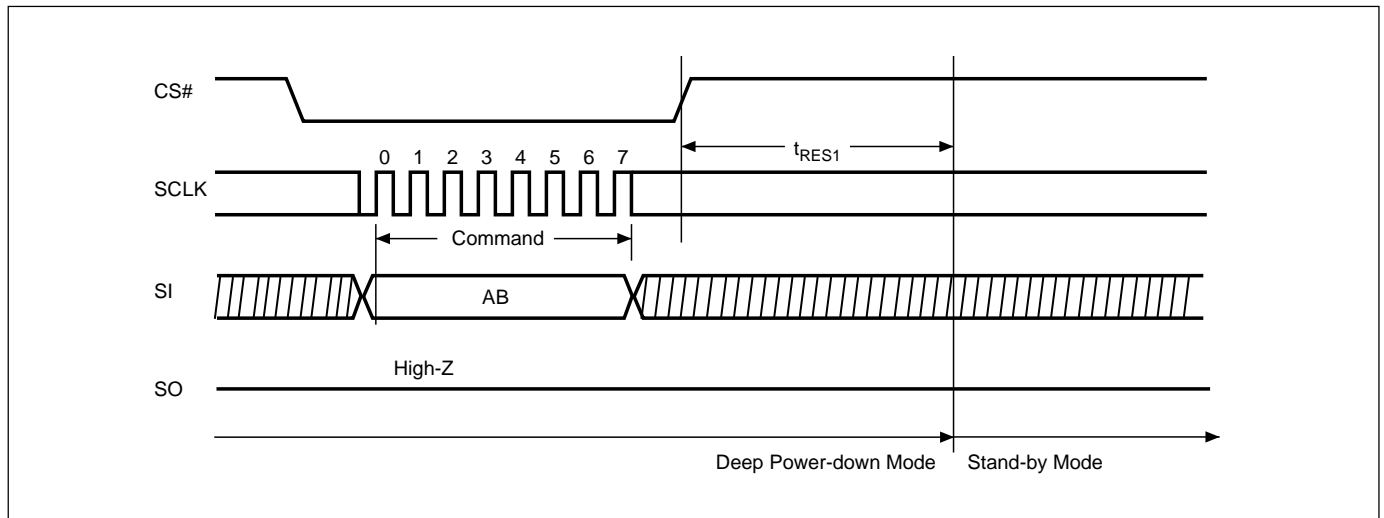 CS#
0 1 2 3 4 5 6 7
tRES1
SCLK
Command
SI
AB
High-Z
SO
Deep Power-down Mode
Stand-by Mode